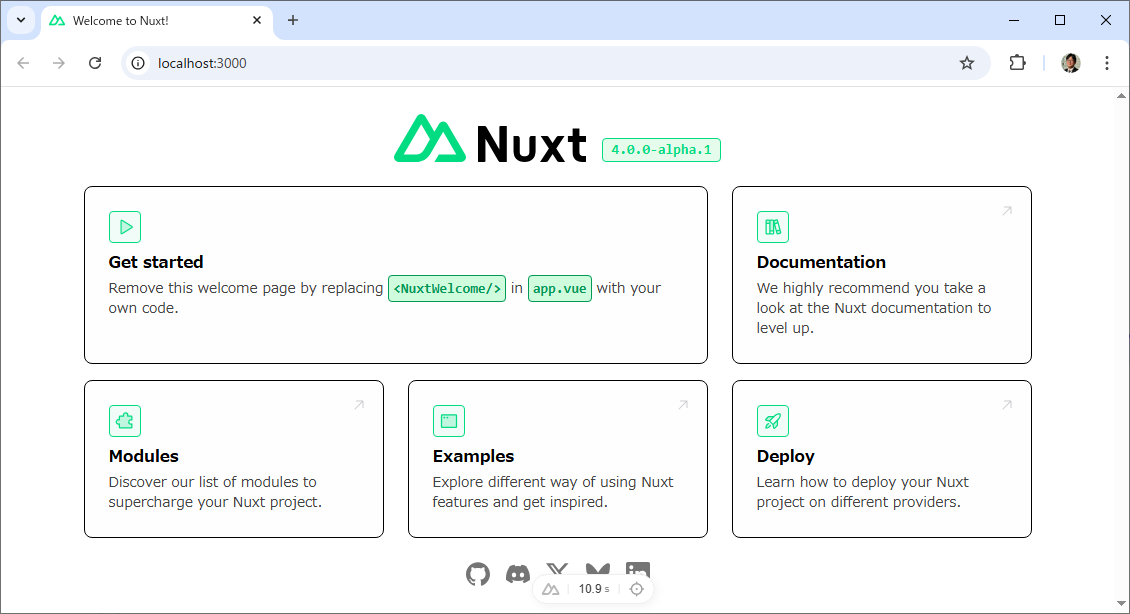 Welcome to Nuxt!
localhost:3000
Nuxt 4.0.0-alpha.1
Get started
Remove this welcome page by replacing <NuxtWelcome/> in app.vue with your
own code.
Documentation
We highly recommend you take a
look at the Nuxt documentation to
level up.
Modules
Discover our list of modules to
supercharge your Nuxt project.
Examples
Explore different way of using Nuxt
features and get inspired.
Deploy
Learn how to deploy your Nuxt
project on different providers.
10.9 s